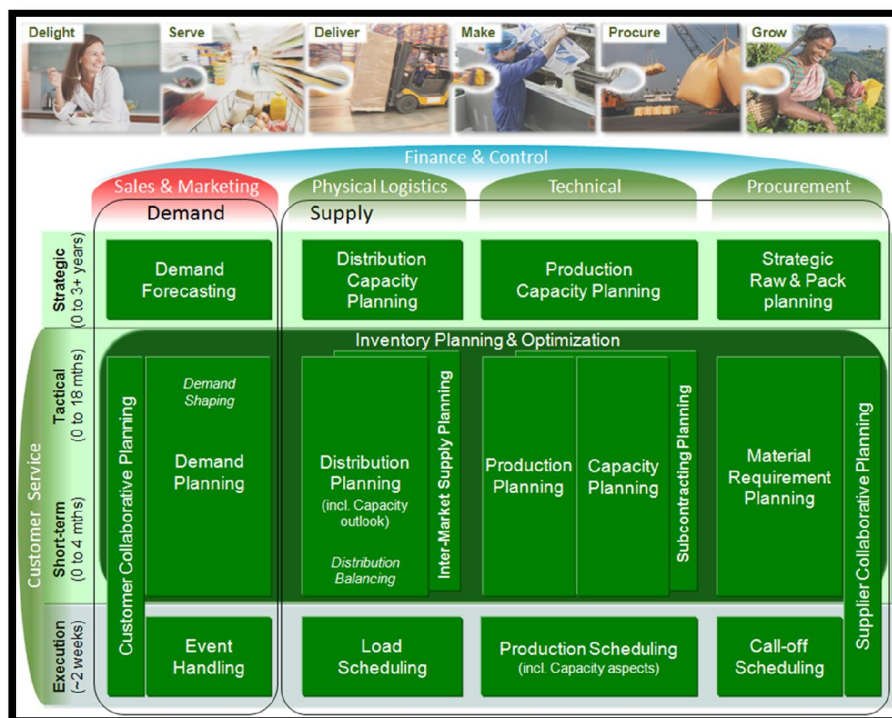 Delight
Serve
Deliver
Make
Procure
Grow
Finance & Control
Sales & Marketing
Physical Logistics
Technical
Procurement
Demand
Supply
Strategic
(0 to 3+ years)
Demand
Forecasting
Distribution
Capacity
Planning
Production
Capacity Planning
Strategic
Raw & Pack
planning
Inventory Planning & Optimization
Customer Service
Tactical
(0 to 18 mths)
Short-term
(0 to 4 mths)
Customer Collaborative Planning
Demand
Shaping
Demand
Planning
Distribution
Planning
(incl. Capacity
outlook)
Distribution
Balancing
Inter-Market Supply Planning
Production
Planning
Capacity
Planning
Subcontracting Planning
Material
Requirement
Planning
Supplier Collaborative Planning
Execution
(~2 weeks)
Event
Handling
Load
Scheduling
Production Scheduling
(incl. Capacity aspects)
Call-off
Scheduling